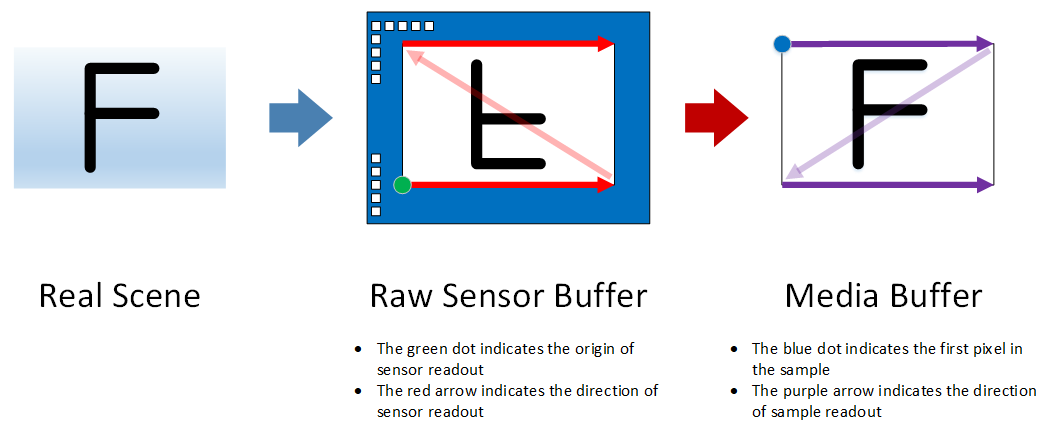 F
F
F
Real Scene
Raw Sensor Buffer
• The green dot indicates the origin of
sensor readout
• The red arrow indicates the direction of
sensor readout
Media Buffer
• The blue dot indicates the first pixel in
the sample
• The purple arrow indicates the direction
of sample readout